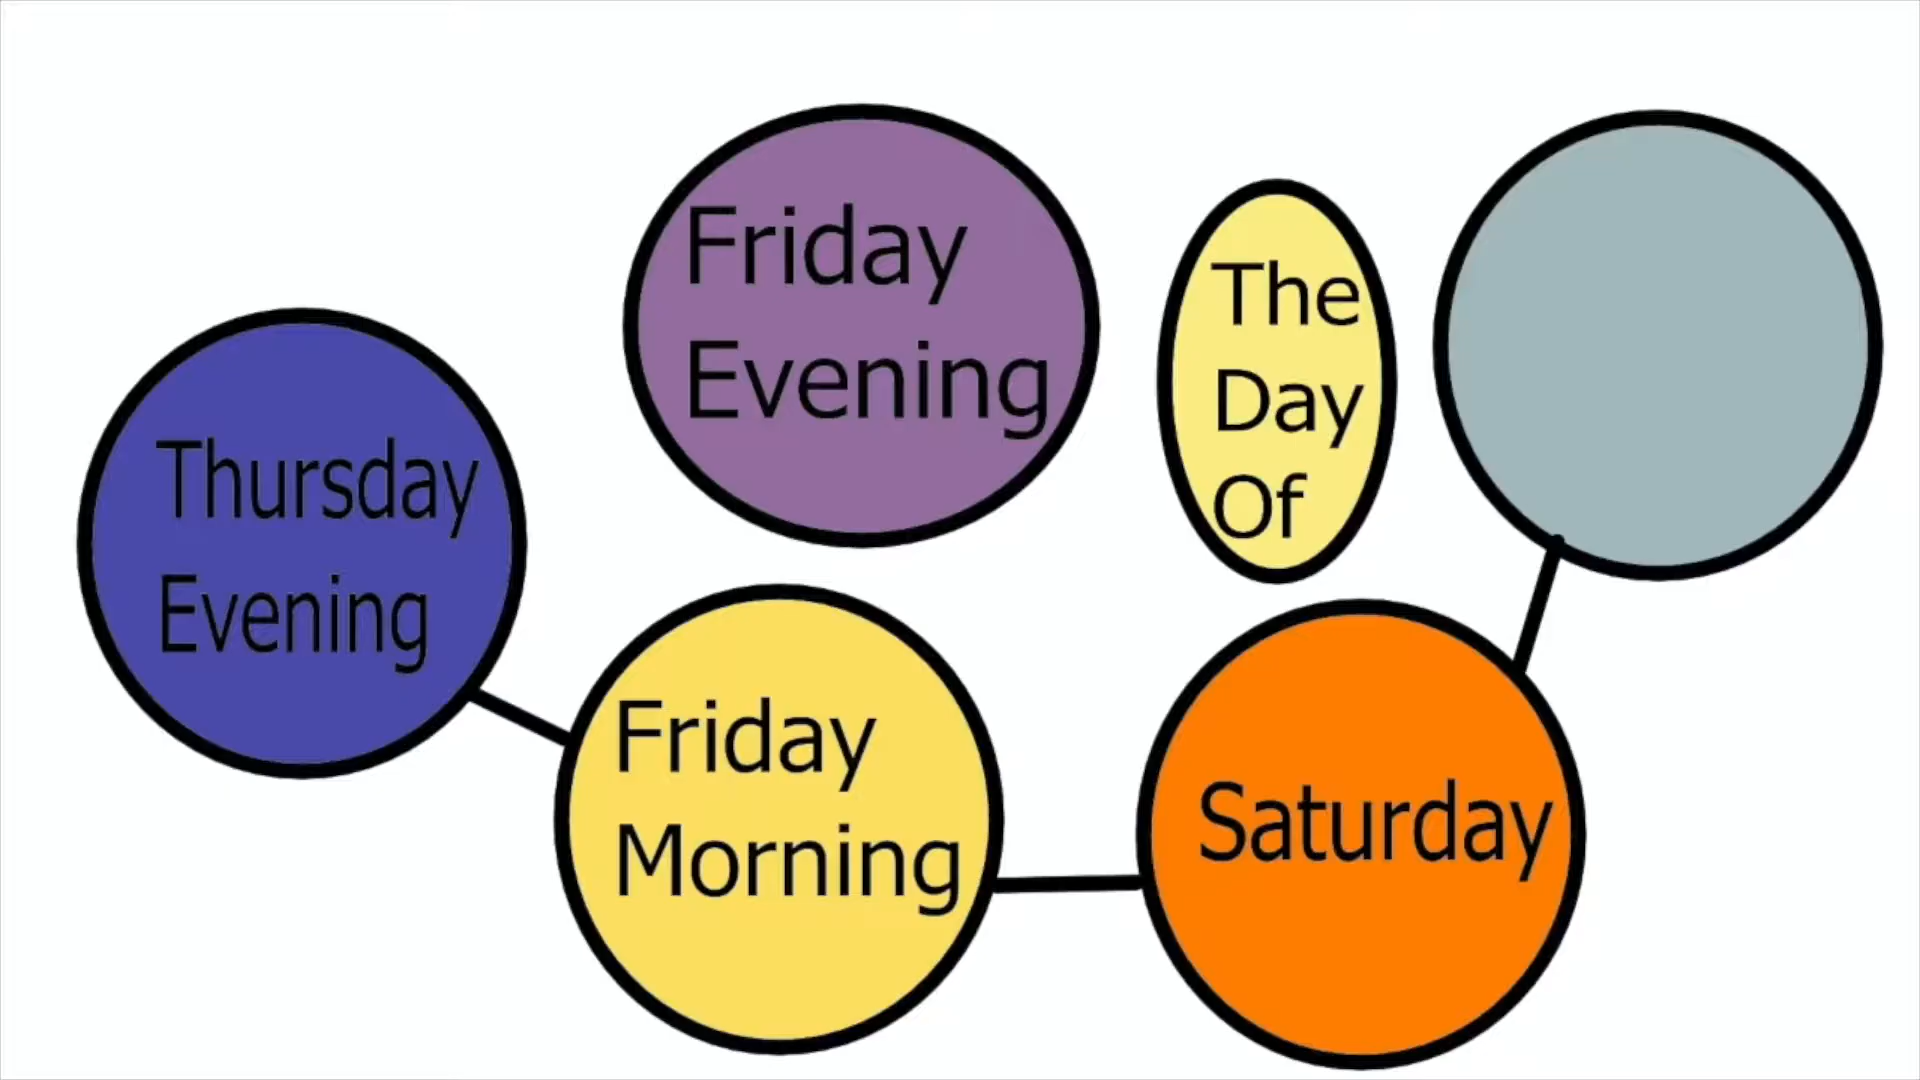 Thursday
Evening
Friday
Evening
Friday
Morning
The
Day
Of
Saturday